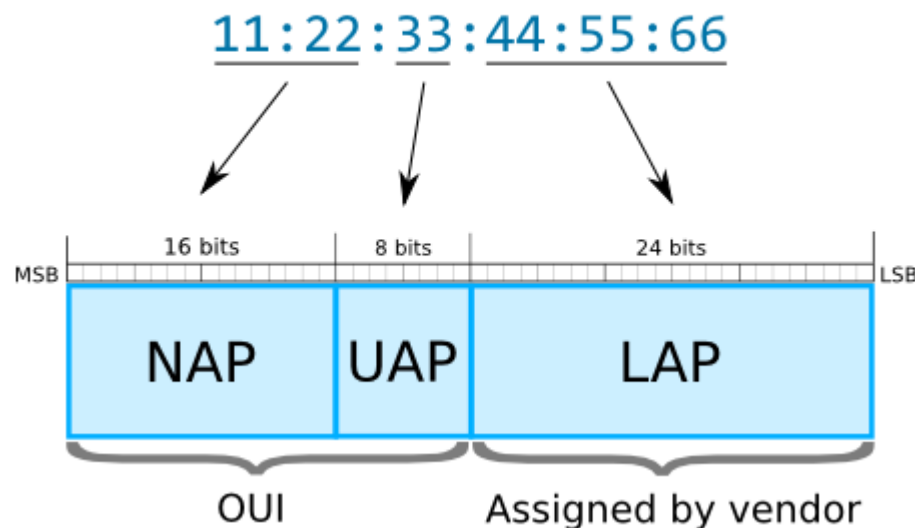 11:22:33:44:55:66
16 bits 8 bits 24 bits
MSB LSB
NAP UAP LAP
OUI Assigned by vendor